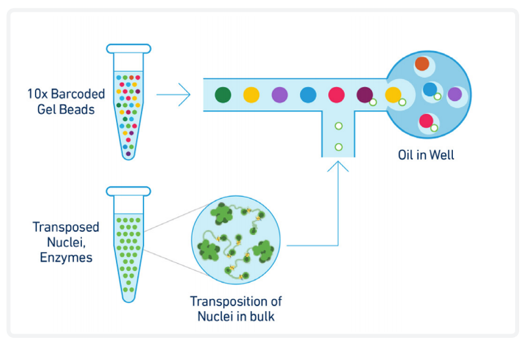 10x Barcoded
Gel Beads
Oil in Well
Transposed
Nuclei,
Enzymes
Transposition of
Nuclei in bulk